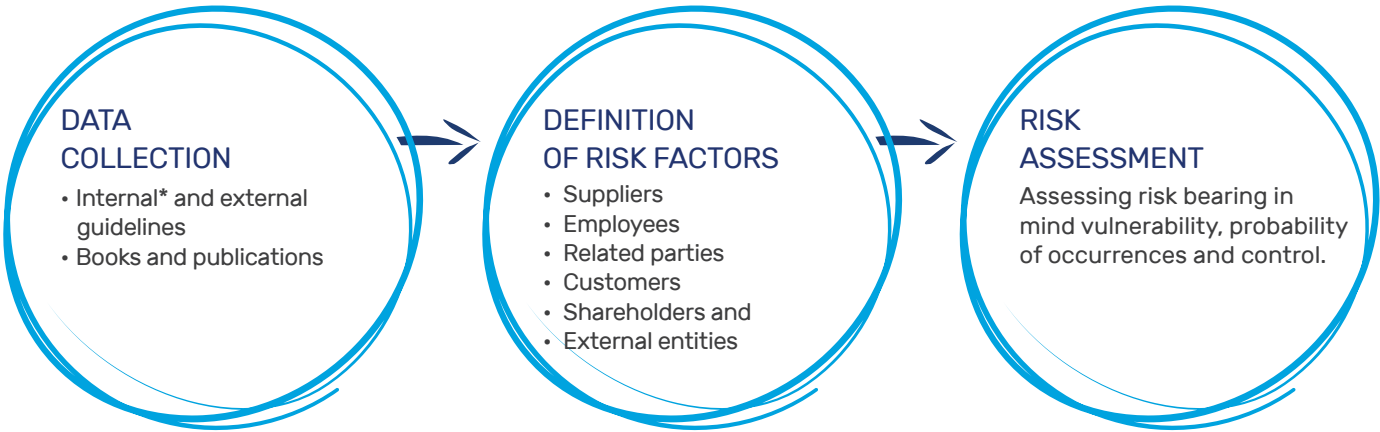 DATA
COLLECTION
• Internal* and external
guidelines
• Books and publications
DEFINITION
OF RISK FACTORS
• Suppliers
• Employees
• Related parties
• Customers
• Shareholders and
• External entities
RISK
ASSESSMENT
Assessing risk bearing in
mind vulnerability, probability
of occurrences and control.